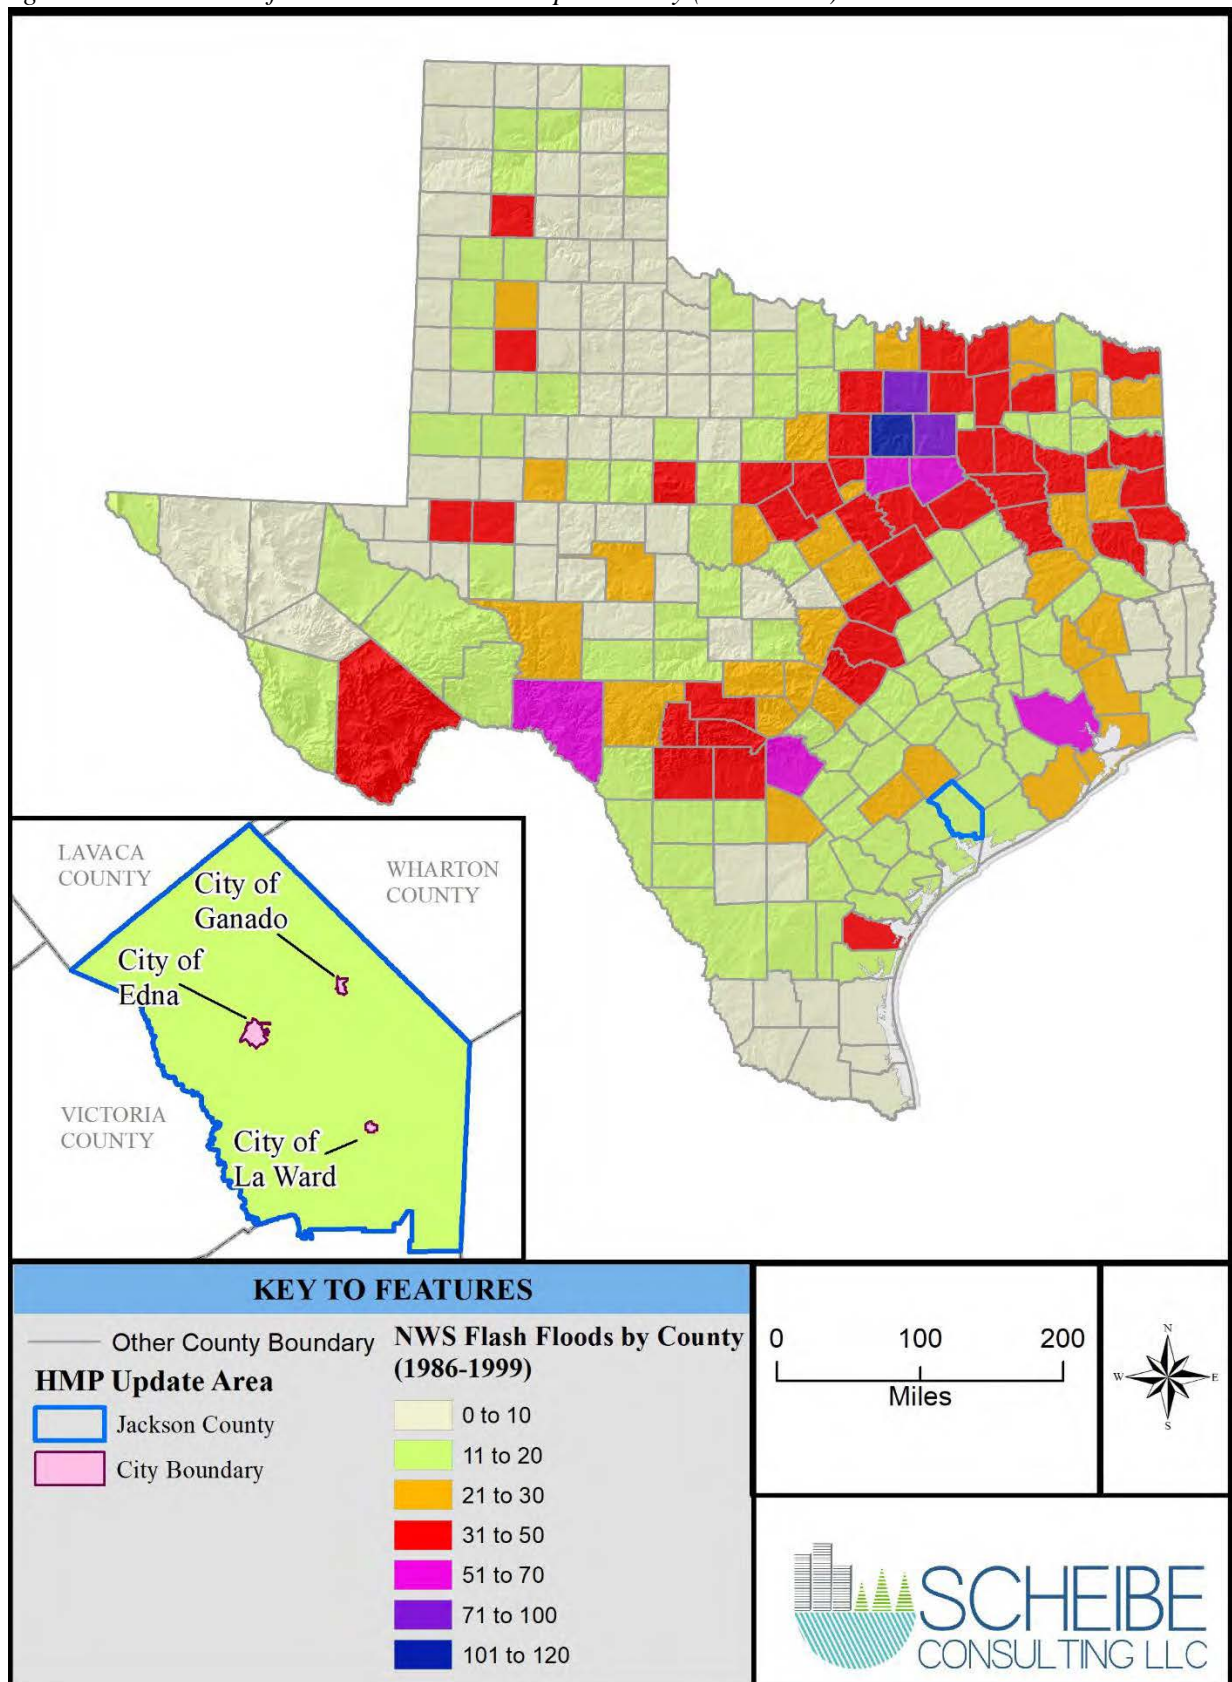 LAVACA
COUNTY
WHARTON
COUNTY
City of
Ganado
City of
Edna
VICTORIA
COUNTY
City of
La Ward
KEY TO FEATURES
Other County Boundary
HMP Update Area
Jackson County
City Boundary
NWS Flash Floods by County
(1986-1999)
0 to 10
11 to 20
21 to 30
31 to 50
51 to 70
71 to 100
101 to 120
0 100 200
Miles
N
W E
S
SCHEIBE
CONSULTING LLC